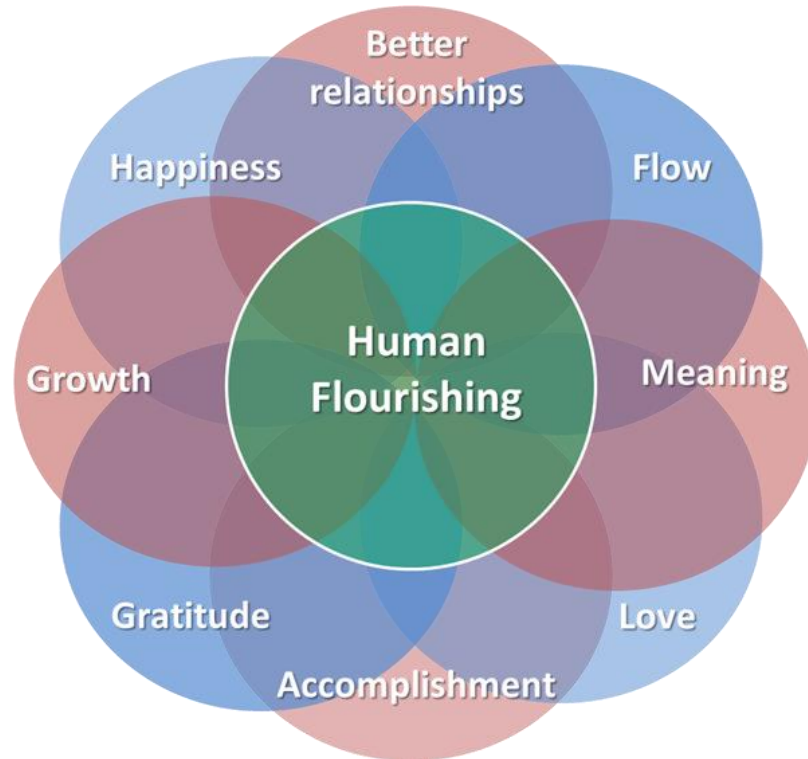 Better
relationships
Happiness
Flow
Human
Flourishing
Growth
Meaning
Gratitude
Love
Accomplishment